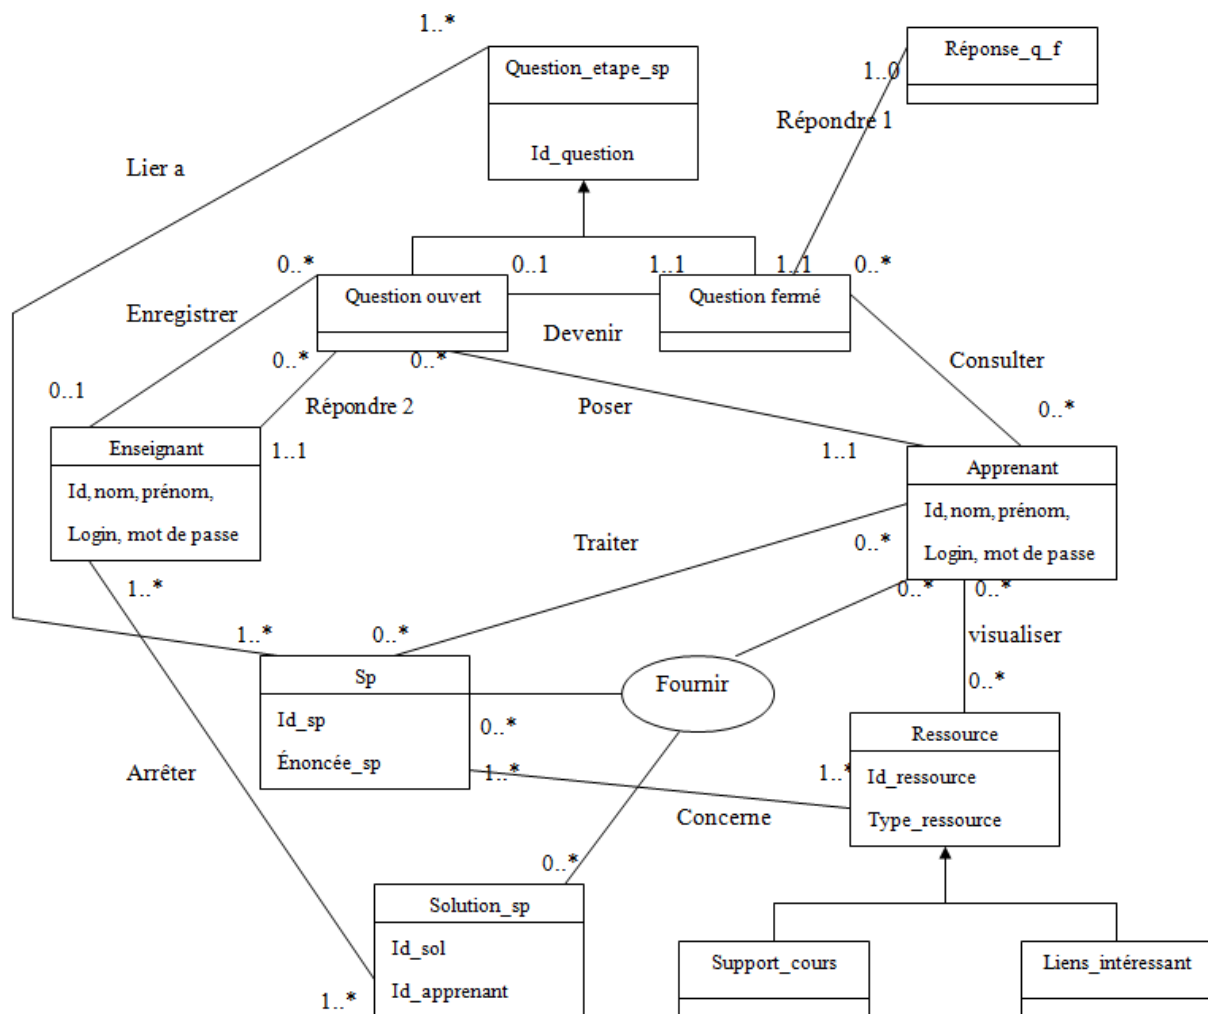 1..*
Réponse_q_f
Question_etape_sp
1..0
Répondre 1
Id_question
Lier a
0..*
0..1
1..1
1..1
0..*
Question ouvert
Question fermé
Enregistrer
Devenir
0..*
0..*
Consulter
0..1
Répondre 2
Poser
0..*
Enseignant
1..1
1..1
Apprenant
Id, nom, prénom,
Id, nom, prénom,
Login, mot de passe
Traiter
0..*
Login, mot de passe
1..*
0..*
0..*
1..*
0..*
visualiser
Sp
Fournir
0..*
Id_sp
0..*
Ressource
Énoncée_sp
Arrêter
1..*
1..*
Id_ressource
Concerne
Type_ressource
0..*
Solution_sp
Id_sol
Support_cours
Liens_intéressant
1..*
Id_apprenant